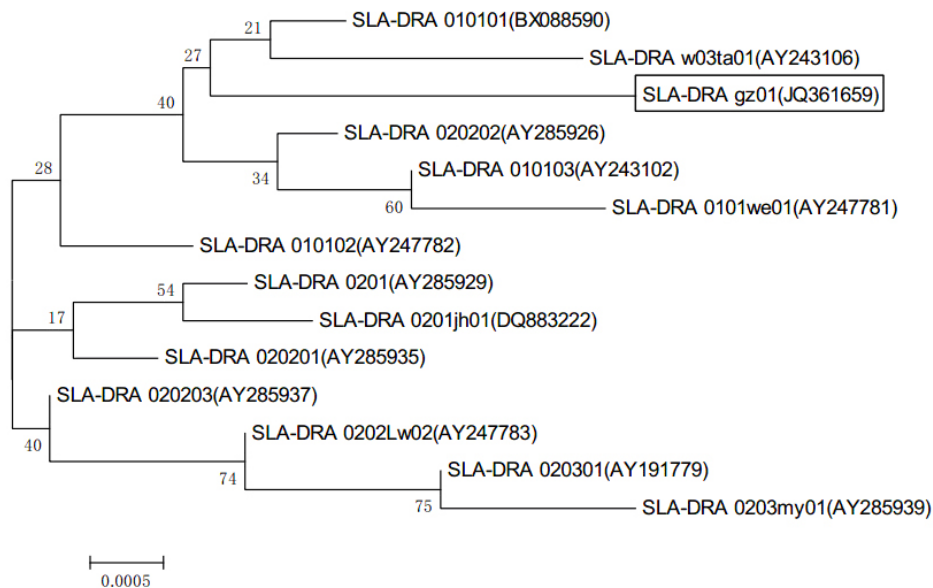 SLA-DRA 010101(BX088590)
21
SLA-DRA w03ta01(AY243106)
27
SLA-DRA gz01(JQ361659)
40
SLA-DRA 020202(AY285926)
28
SLA-DRA 010103(AY243102)
34
60
SLA-DRA 0101we01(AY247781)
SLA-DRA 010102(AY247782)
SLA-DRA 0201(AY285929)
54
17
SLA-DRA 0201jh01(DQ883222)
SLA-DRA 020201(AY285935)
SLA-DRA 020203(AY285937)
40
SLA-DRA 0202Lw02(AY247783)
74
SLA-DRA 020301(AY191779)
75
SLA-DRA 0203my01(AY285939)
0.0005